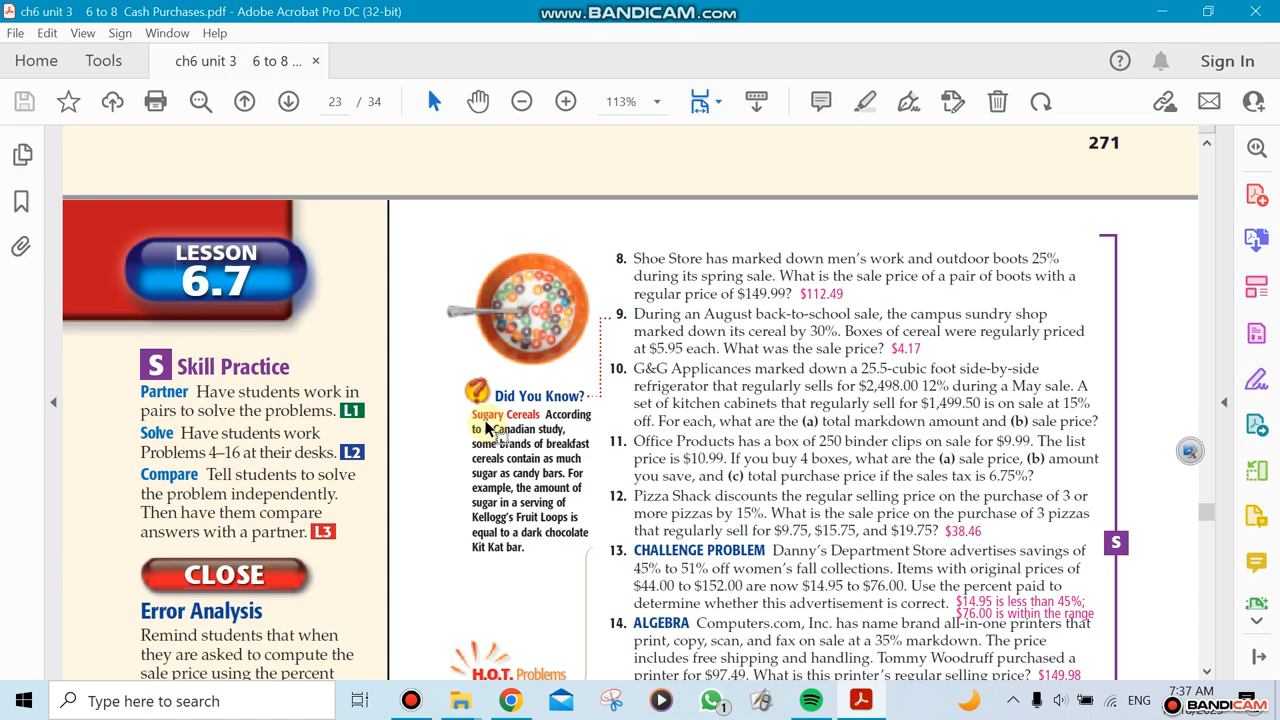 ch6 unit 3 6 to 8 Cash Purchases.pdf - Adobe Acrobat Pro DC (32-bit)
www.BANDICAM.com
File Edit View Sign Window Help
Home Tools ch6 unit 3 6 to 8 ... × Sign In
23 / 34 113%
271
LESSON
6.7
S Skill Practice
Partner Have students work in
pairs to solve the problems. L1
Solve Have students work
Problems 4–16 at their desks. L2
Compare Tell students to solve
the problem independently.
Then have them compare
answers with a partner. L3
CLOSE
Error Analysis
Remind students that when
they are asked to compute the
sale price using the percent
Did You Know?
Sugary Cereals According
to Canadian study,
some brands of breakfast
cereals contain as much
sugar as candy bars. For
example, the amount of
sugar in a serving of
Kellogg's Fruit Loops is
equal to a dark chocolate
Kit Kat bar.
H.O.T. Problems
8. Shoe Store has marked down men's work and outdoor boots 25%
during its spring sale. What is the sale price of a pair of boots with a
regular price of $149.99? $112.49
9. During an August back-to-school sale, the campus sundry shop
marked down its cereal by 30%. Boxes of cereal were regularly priced
at $5.95 each. What was the sale price? $4.17
10. G&G Applicances marked down a 25.5-cubic foot side-by-side
refrigerator that regularly sells for $2,498.00 12% during a May sale. A
set of kitchen cabinets that regularly sell for $1,499.50 is on sale at 15%
off. For each, what are the (a) total markdown amount and (b) sale price?
11. Office Products has a box of 250 binder clips on sale for $9.99. The list
price is $10.99. If you buy 4 boxes, what are the (a) sale price, (b) amount
you save, and (c) total purchase price if the sales tax is 6.75%?
12. Pizza Shack discounts the regular selling price on the purchase of 3 or
more pizzas by 15%. What is the sale price on the purchase of 3 pizzas
that regularly sell for $9.75, $15.75, and $19.75? $38.46
13. CHALLENGE PROBLEM Danny's Department Store advertises savings of
45% to 51% off women's fall collections. Items with original prices of
$44.00 to $152.00 are now $14.95 to $76.00. Use the percent paid to
determine whether this advertisement is correct. $14.95 is less than 45%;
$76.00 is within the range
14. ALGEBRA Computers.com, Inc. has name brand all-in-one printers that
print, copy, scan, and fax on sale at a 35% markdown. The price
includes free shipping and handling. Tommy Woodruff purchased a
printer for $97.49. What is this printer's regular selling price? $149.98
S
Type here to search
1
ENG
7:37 AM
BANDICAM